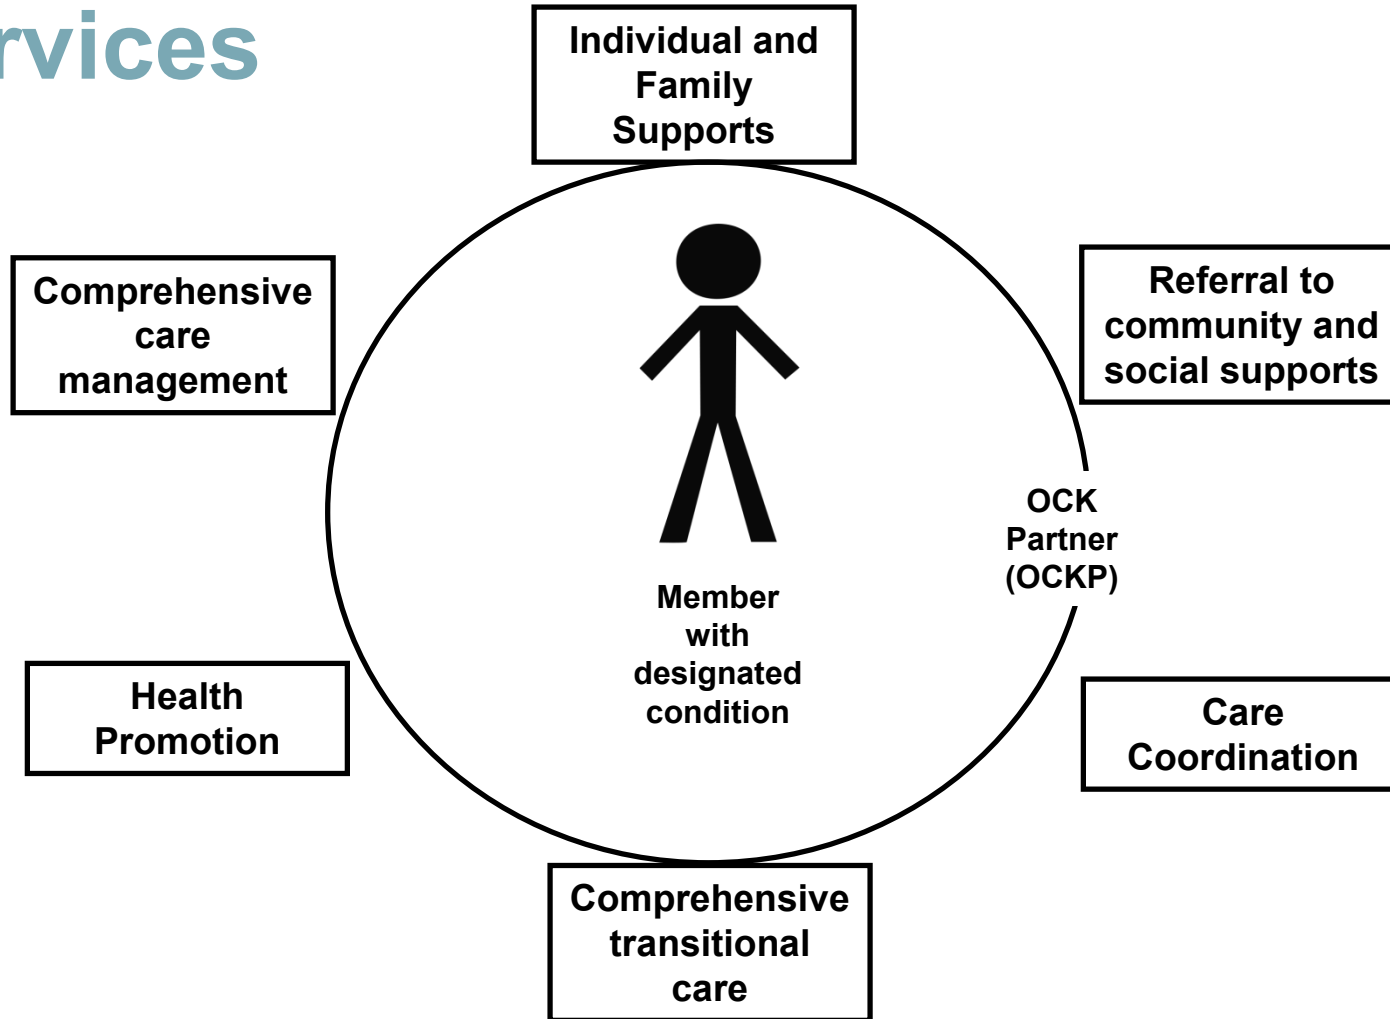 rvices
Individual and
Family
Supports
Comprehensive
care
management
Referral to
community and
social supports
OCK
Partner
(OCKP)
Member
with
designated
condition
Health
Promotion
Care
Coordination
Comprehensive
transitional
care